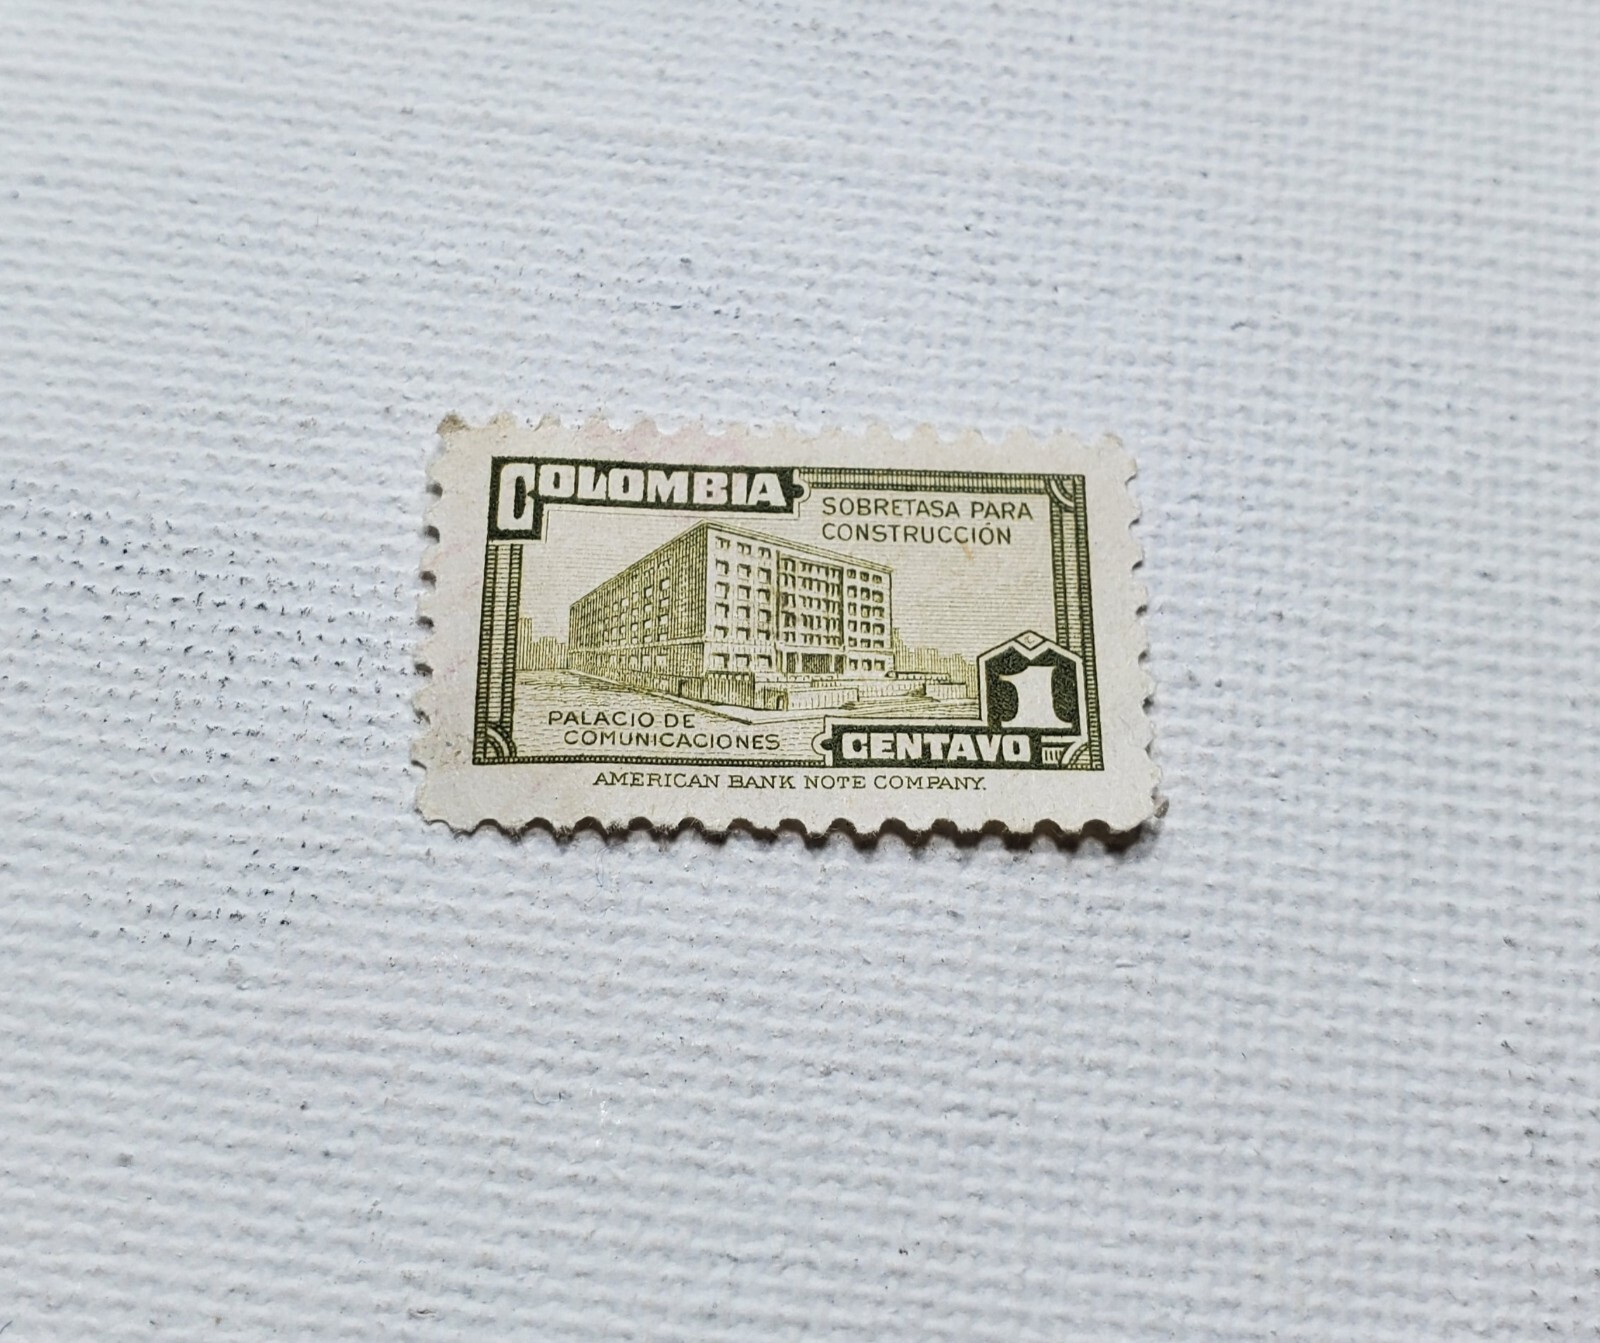 COLOMBIA
SOBRETASA PARA
CONSTRUCCIÓN
PALACIO DE
COMUNICACIONES
1
CENTAVO
AMERICAN BANK NOTE COMPANY.